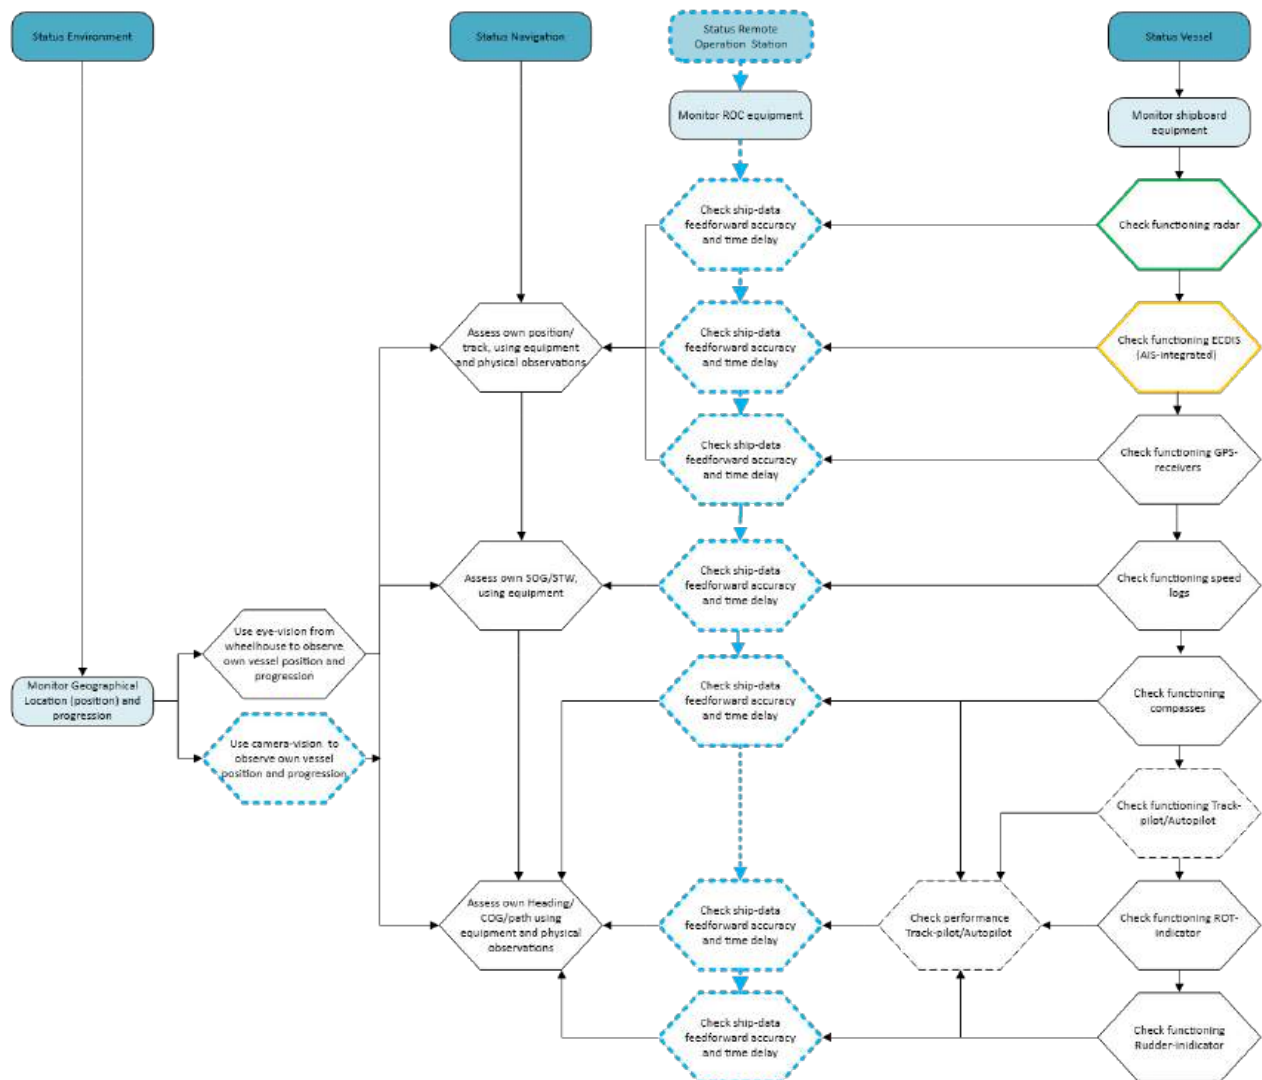 Status Environment
Status Navigation
Status Remote
Operation Station
Status Vessel
Monitor ROC equipment
Monitor shipboard
equipment
Check ship-data
feedforward accuracy
and time delay
Check functioning radar
Assess own position/
track, using equipment
and physical observations
Check ship-data
feedforward accuracy
and time delay
Check functioning ECDIS
(AIS-integrated)
Check ship-data
feedforward accuracy
and time delay
Check functioning GPS-
receivers
Assess own SOG/STW,
using equipment
Check ship-data
feedforward accuracy
and time delay
Check functioning speed
logs
Use eye-vision from
wheelhouse to observe
own vessel position and
progression
Monitor Geographical
Location (position) and
progression
Use camera-vision to
observe own vessel
position and progression
Check ship-data
feedforward accuracy
and time delay
Check functioning
compasses
Check functioning Track-
pilot/Autopilot
Assess own Heading/
COG/path using
equipment and physical
observations
Check ship-data
feedforward accuracy
and time delay
Check performance
Track-pilot/Autopilot
Check functioning ROT-
indicator
Check ship-data
feedforward accuracy
and time delay
Check functioning
Rudder-inidicator